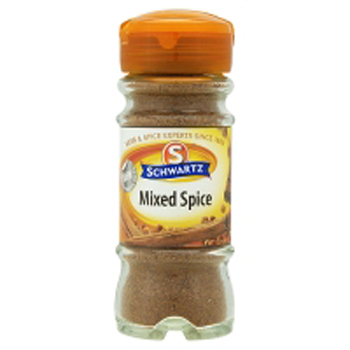 HERB & SPICE EXPERTS SINCE
S
SCHWARTZ
Mixed Spice